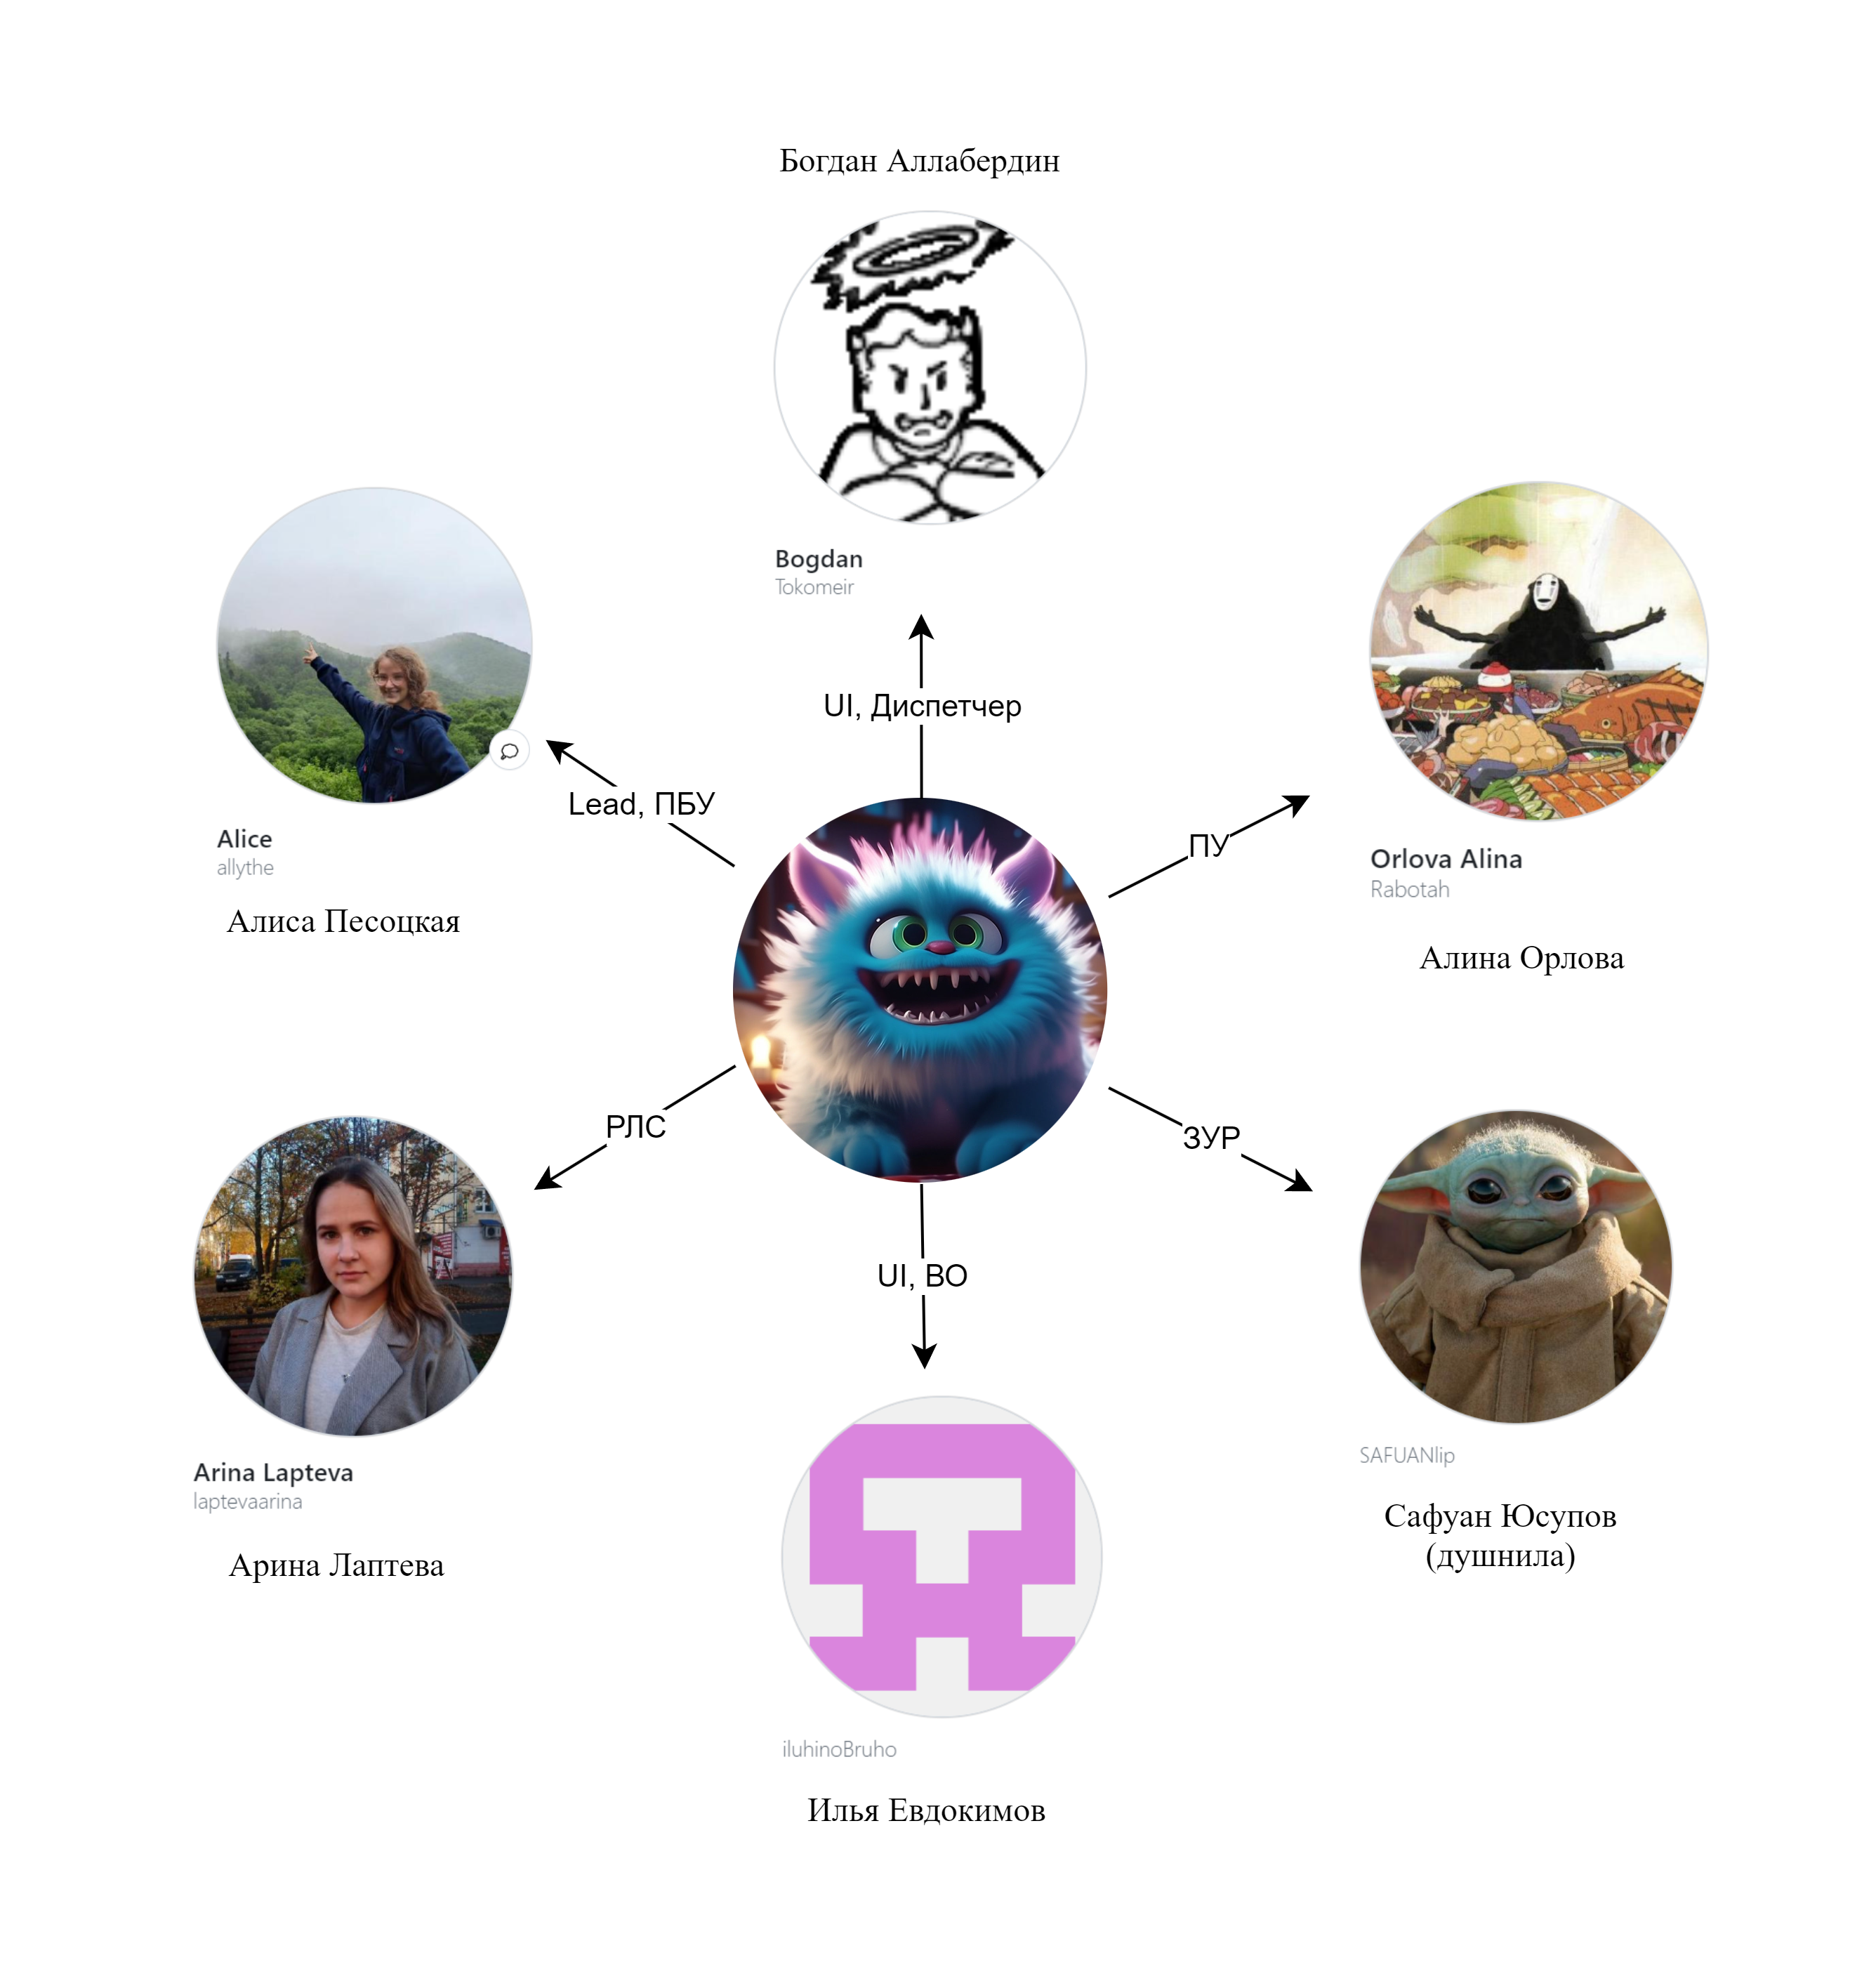 Богдан Аллабердин
Bogdan
Tokomeir
UI, Диспетчер
Alice
allythe
Алиса Песоцкая
Lead, ПБУ
Orlova Alina
Rabotah
Алина Орлова
ПУ
РЛС
ЗУР
UI, ВО
Arina Lapteva
laptevaarina
Арина Лаптева
SAFUANlip
Сафуан Юсупов
(душнила)
iluhinoBruho
Илья Евдокимов